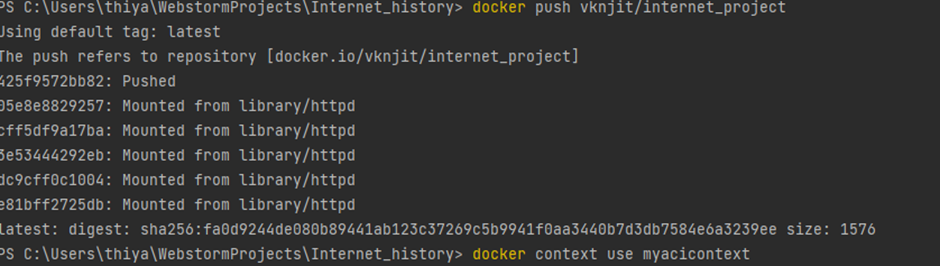 PS C:\Users\thiya\WebstormProjects\Internet_history> docker push vknjit/internet_project
Using default tag: latest
The push refers to repository [docker.io/vknjit/internet_project]
425f9572bb82: Pushed
05e8e8829257: Mounted from library/httpd
cff5df9a17ba: Mounted from library/httpd
3e53444292eb: Mounted from library/httpd
dc9cff0c1004: Mounted from library/httpd
e81bff2725db: Mounted from library/httpd
latest: digest: sha256:fa0d9244de080b89441ab123c37269c5b9941f0aa3440b7d3db7584e6a3239ee size: 1576
PS C:\Users\thiya\WebstormProjects\Internet_history> docker context use myacicontext